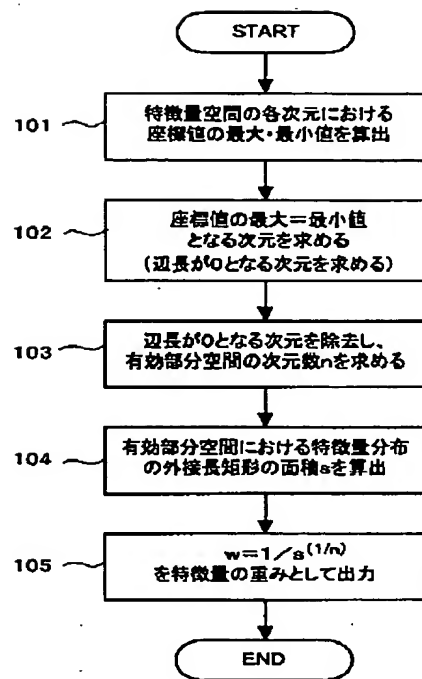 START
101
特徴量空間の各次元における
座標値の最大・最小値を算出
102
座標値の最大＝最小値
となる次元を求める
(辺長が0となる次元を求める)
103
辺長が0となる次元を除去し、
有効部分空間の次元数nを求める
104
有効部分空間における特徴量分布
の外接長矩形の面積sを算出
105
w=1/s^(1/n)
を特徴量の重みとして出力
END